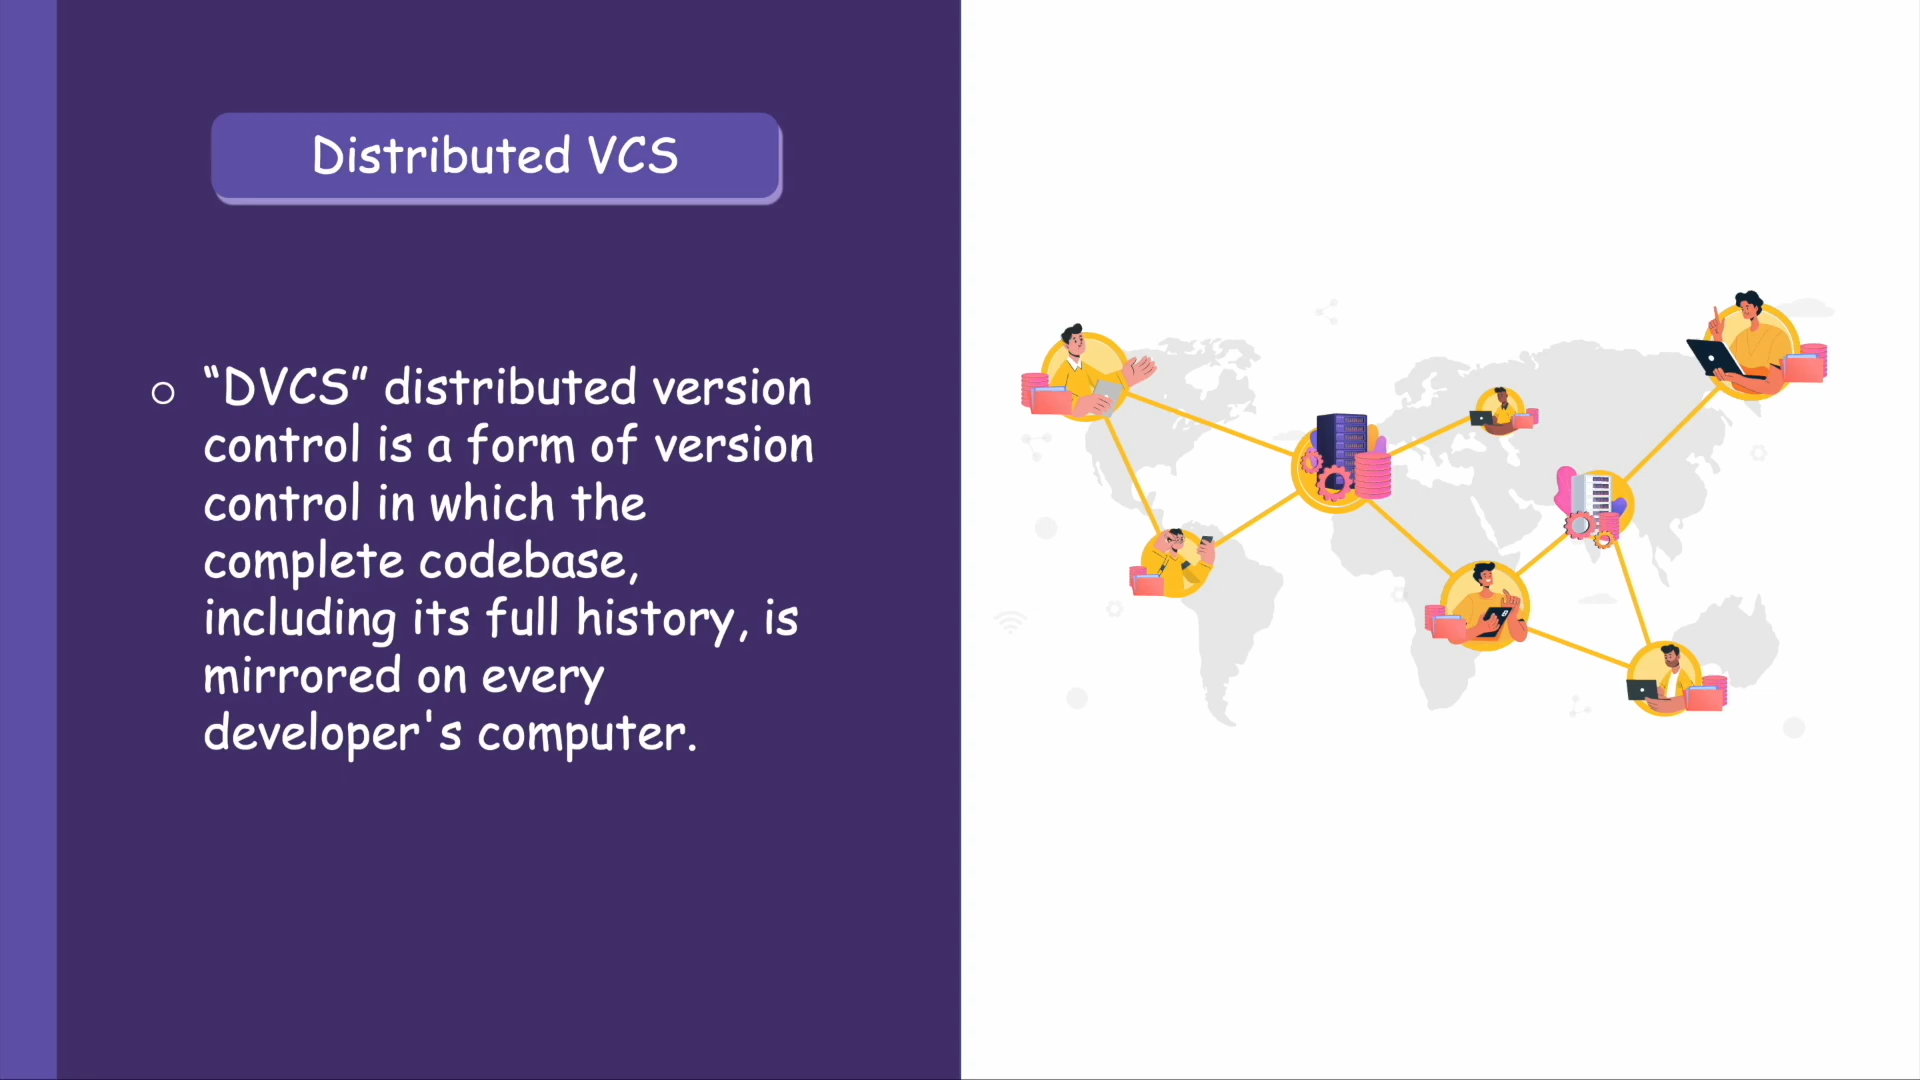 Distributed VCS
“DVCS” distributed version
control is a form of version
control in which the
complete codebase,
including its full history, is
mirrored on every
developer's computer.